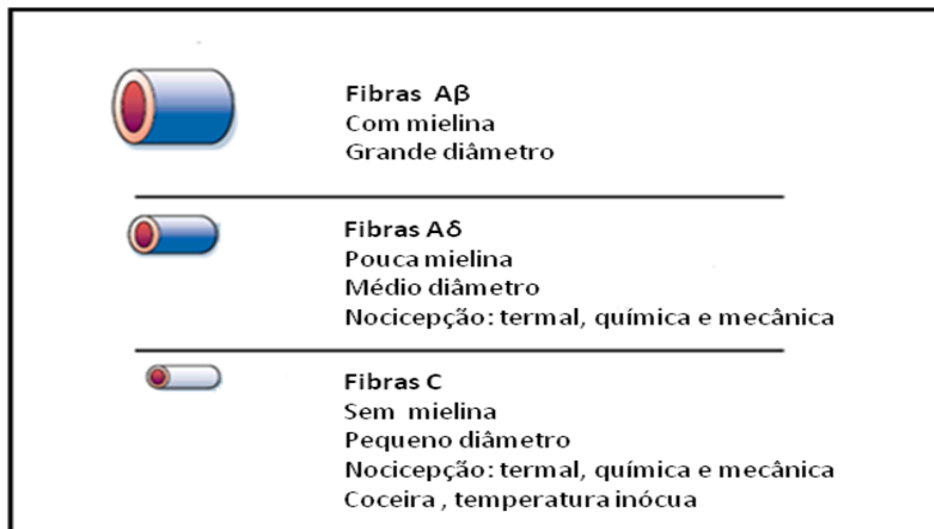 Fibras Aβ
Com mielina
Grande diâmetro
Fibras Aδ
Pouca mielina
Médio diâmetro
Nocicepção: termal, química e mecânica
Fibras C
Sem mielina
Pequeno diâmetro
Nocicepção: termal, química e mecânica
Coceira , temperatura inócua